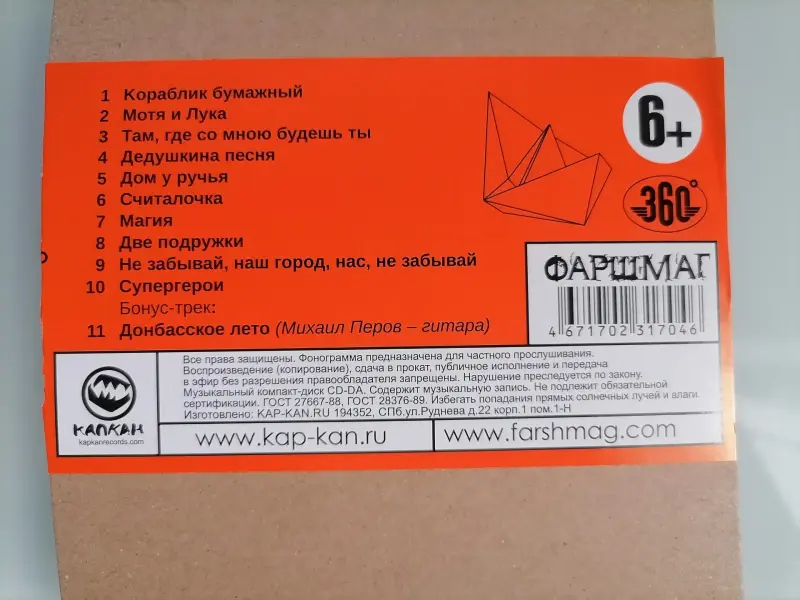 1 Кораблик бумажный
2 Мотя и Лука
3 Там, где со мною будешь ты
4 Дедушкина песня
5 Дом у ручья
6 Считалочка
7 Магия
8 Две подружки
9 Не забывай, наш город, нас, не забывай
10 Супергерои
Бонус-трек:
11 Донбасское лето (Михаил Перов – гитара)
6+
360°
ФАРШМАГ
4 671702 317046
КАПКАН
kapkanrecords.com
Все права защищены. Фонограмма предназначена для частного прослушивания.
Воспроизведение (копирование), сдача в прокат, публичное исполнение и передача
в эфир без разрешения правообладателя запрещены. Нарушение преследуется по закону.
Музыкальный компакт-диск CD-DA. Содержит музыкальную запись. Не подлежит обязательной
сертификации. ГОСТ 27667-88, ГОСТ 28376-89. Избегать попадания прямых солнечных лучей и влаги.
Изготовлено: KAP-KAN.RU 194352, СПб.ул.Руднева д.22 корп.1 пом.1-Н
www.kap-kan.ru
www.farshmag.com